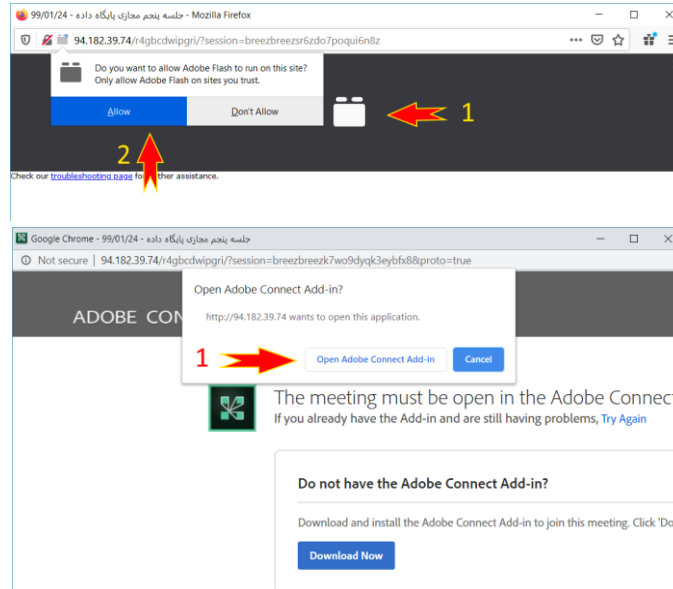 جلسه پنجم مجازی پایگاه داده - 99/01/24 - Mozilla Firefox
94.182.39.74/r4gbcdwipgri/?session=breezbreezsr6zdo7poqui6n8z
Do you want to allow Adobe Flash to run on this site?
Only allow Adobe Flash on sites you trust.
Allow
Don't Allow
1
2
Check our troubleshooting page for further assistance.
جلسه پنجم مجازی پایگاه داده - 99/01/24 - Google Chrome
Not secure | 94.182.39.74/r4gbcdwipgri/?session=breezbreezk7wo9dyqk3eybfx8&proto=true
Open Adobe Connect Add-in?
ADOBE CON
http://94.182.39.74 wants to open this application.
1
Open Adobe Connect Add-in
Cancel
The meeting must be open in the Adobe Connect
If you already have the Add-in and are still having problems, Try Again
Do not have the Adobe Connect Add-in?
Download and install the Adobe Connect Add-in to join this meeting. Click 'Do
Download Now